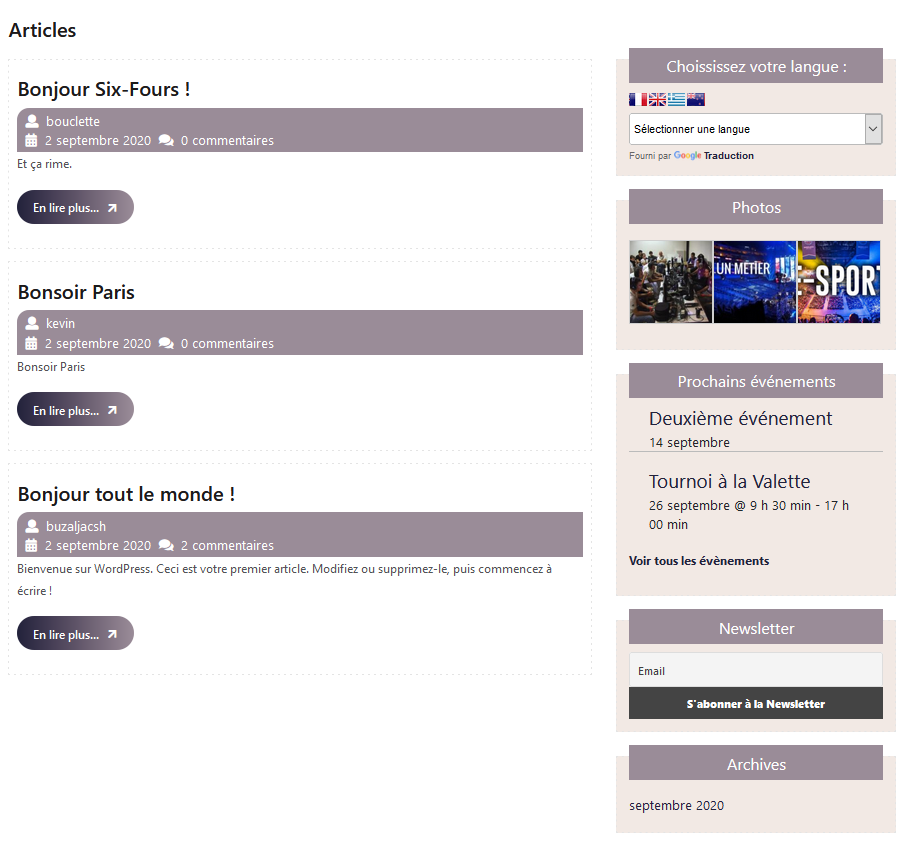 Articles
Bonjour Six-Fours !
bouclette
2 septembre 2020 0 commentaires
Et ça rime.
En lire plus...
Bonsoir Paris
kevin
2 septembre 2020 0 commentaires
Bonsoir Paris
En lire plus...
Bonjour tout le monde !
buzaljacsh
2 septembre 2020 2 commentaires
Bienvenue sur WordPress. Ceci est votre premier article. Modifiez ou supprimez-le, puis commencez à
écrire !
En lire plus...
Choississez votre langue :
Sélectionner une langue
Fourni par Google Traduction
Photos
UN MÉTIER
E-SPORT
Prochains événements
Deuxième événement
14 septembre
Tournoi à la Valette
26 septembre @ 9 h 30 min - 17 h
00 min
Voir tous les évènements
Newsletter
Email
S'abonner à la Newsletter
Archives
septembre 2020